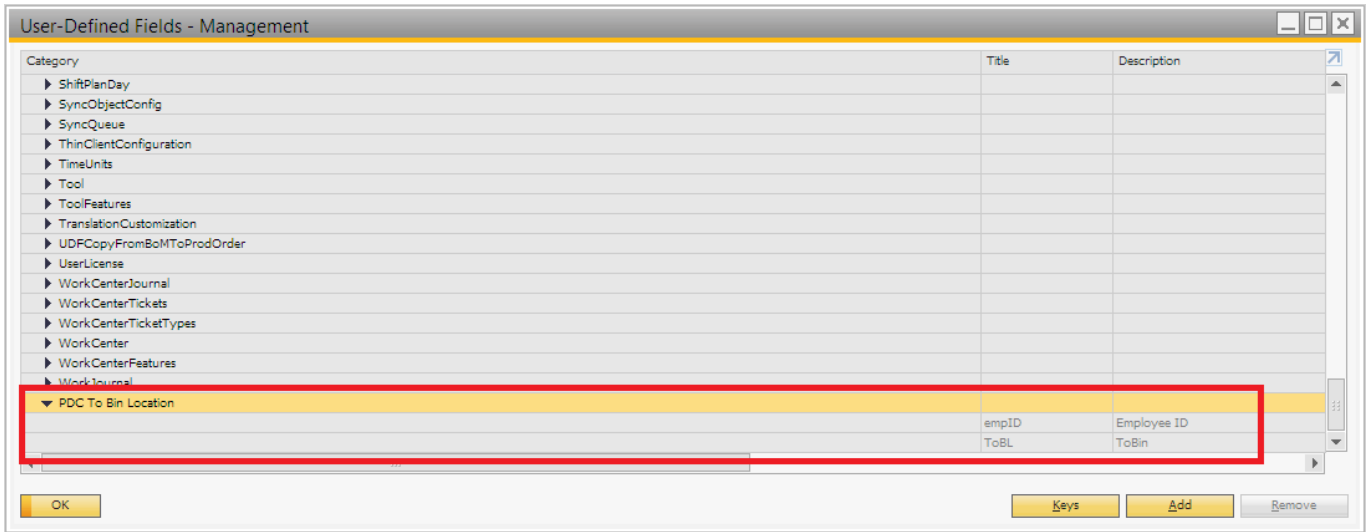 User-Defined Fields - Management
Category Title Description
ShiftPlanDay
SyncObjectConfig
SyncQueue
ThinClientConfiguration
TimeUnits
Tool
ToolFeatures
TranslationCustomization
UDFCopyFromBoMToProdOrder
UserLicense
WorkCenterJournal
WorkCenterTickets
WorkCenterTicketTypes
WorkCenter
WorkCenterFeatures
WorkJournal
PDC To Bin Location
empID Employee ID
ToBL ToBin
OK Keys Add Remove